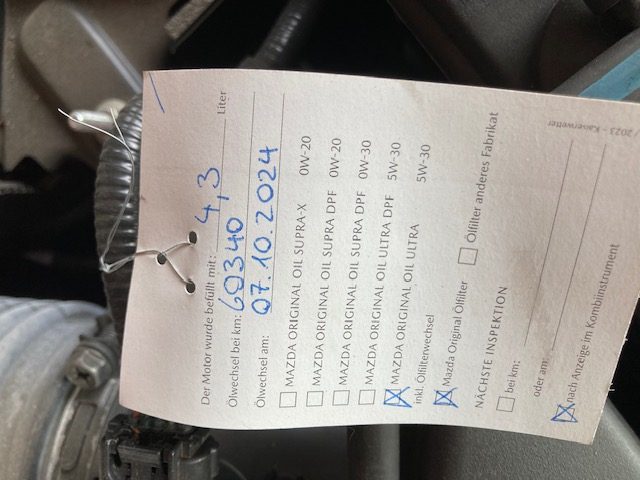 Der Motor wurde befüllt mit: 4,3 Liter
Ölwechsel bei km: 60340
Ölwechsel am: 07.10.2024
☐ MAZDA ORIGINAL OIL SUPRA-X 0W-20
☐ MAZDA ORIGINAL OIL SUPRA DPF 0W-20
☐ MAZDA ORIGINAL OIL SUPRA DPF 0W-30
☐ MAZDA ORIGINAL OIL ULTRA DPF 5W-30
☒ MAZDA ORIGINAL OIL ULTRA 5W-30
inkl. Ölfilterwechsel
☒ Mazda Original Ölfilter ☐ Ölfilter anderes Fabrikat
NÄCHSTE INSPEKTION
☐ bei km:
oder am:
☒ nach Anzeige im Kombiinstrument
2023 - Kaiserwetter